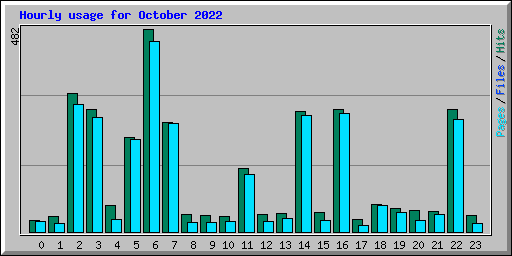 Hourly usage for October 2022
482
Pages/Files/Hits
0 1 2 3 4 5 6 7 8 9 10 11 12 13 14 15 16 17 18 19 20 21 22 23